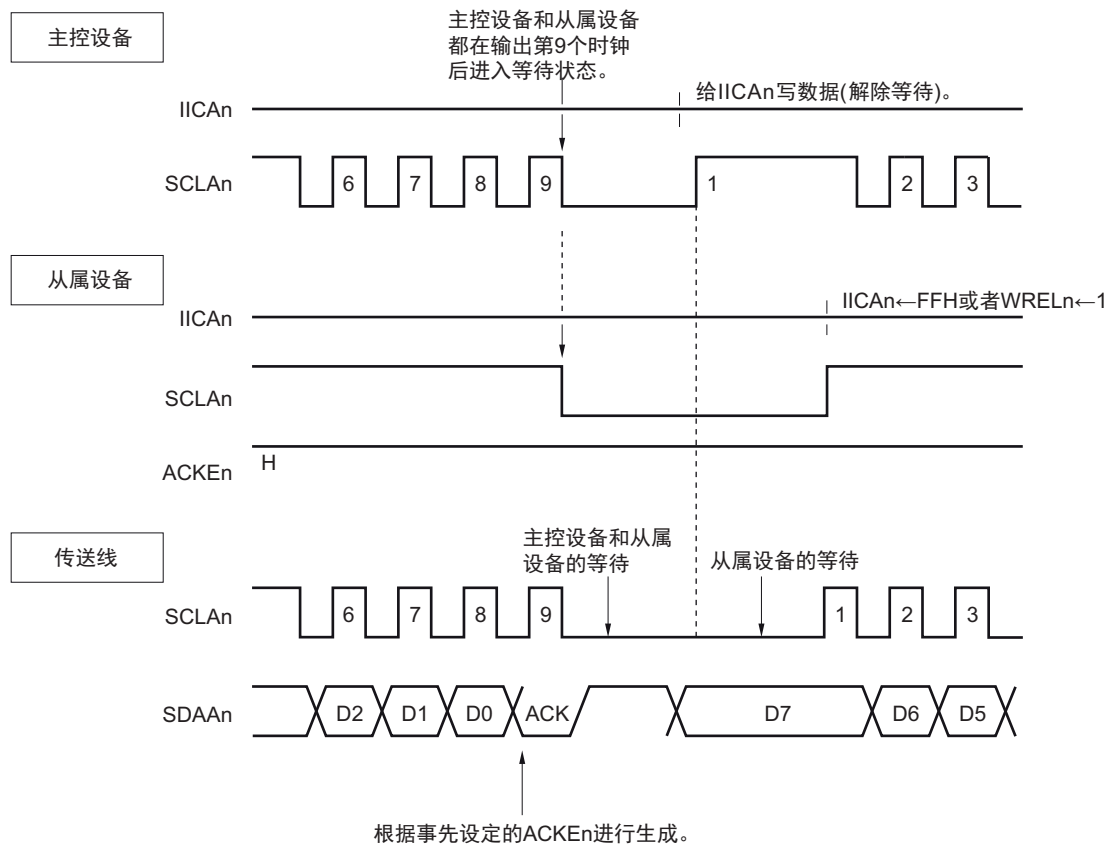 主控设备
主控设备和从属设备
都在输出第9个时钟
后进入等待状态。
给IICAn写数据(解除等待)。
IICAn
SCLAn
6 7 8 9 1 2 3
从属设备
IICAn←FFH或者WRELn←1
IICAn
SCLAn
ACKEn
H
传送线
主控设备和从属
设备的等待
从属设备的等待
SCLAn
6 7 8 9 1 2 3
SDAAn
D2 D1 D0 ACK D7 D6 D5
根据事先设定的ACKEn进行生成。